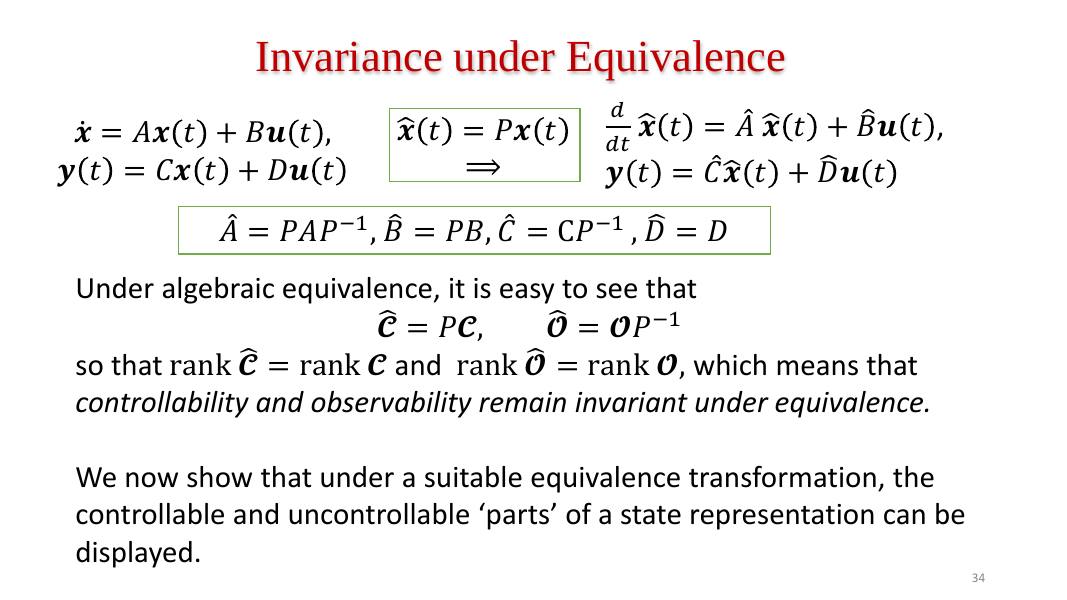 Invariance under Equivalence
ẋ = Ax(t) + Bu(t),
y(t) = Cx(t) + Du(t)
x̂(t) = Px(t)
⟹
d/dt x̂(t) = Â x̂(t) + B̂u(t),
y(t) = Ĉx̂(t) + D̂u(t)
Â = PAP⁻¹, B̂ = PB, Ĉ = CP⁻¹ , D̂ = D
Under algebraic equivalence, it is easy to see that
𝓒̂ = P𝓒, 𝓞̂ = 𝓞P⁻¹
so that rank 𝓒̂ = rank 𝓒 and rank 𝓞̂ = rank 𝓞, which means that
controllability and observability remain invariant under equivalence.
We now show that under a suitable equivalence transformation, the
controllable and uncontrollable ‘parts’ of a state representation can be
displayed.
34